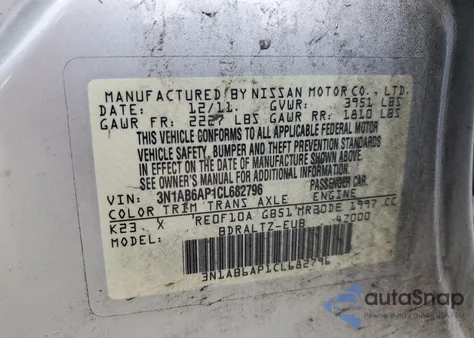 MANUFACTURED BY NISSAN MOTOR CO., LTD.
DATE: 12/11. GVWR: 3951 LBS
GAWR FR: 2227 LBS GAWR RR: 1810 LBS
THIS VEHICLE CONFORMS TO ALL APPLICABLE FEDERAL MOTOR
VEHICLE SAFETY, BUMPER AND THEFT PREVENTION STANDARDS
IN EFFECT ON THE DATE OF MANUFACTURE SHOWN ABOVE.
SEE OWNER'S MANUAL FOR ADDITIONAL INFORMATION.
VIN: 3N1AB6AP1CL682796 PASSENGER CAR
COLOR TRIM TRANS AXLE ENGINE
K23 X RE0F10A GB51 MR20DE 1997 CC
BDRALTZ-EUB 4Z000
3N1AB6AP1CL682796
autoSnap